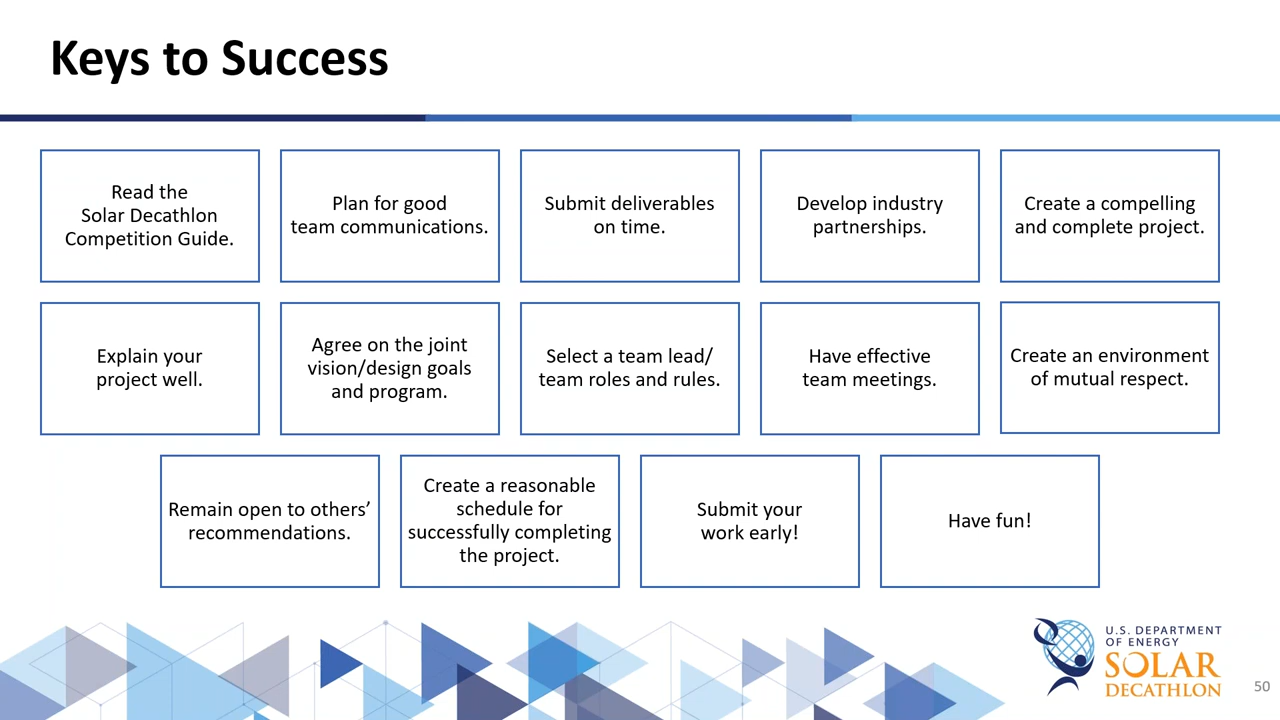 Keys to Success
Read the
Solar Decathlon
Competition Guide.
Plan for good
team communications.
Submit deliverables
on time.
Develop industry
partnerships.
Create a compelling
and complete project.
Explain your
project well.
Agree on the joint
vision/design goals
and program.
Select a team lead/
team roles and rules.
Have effective
team meetings.
Create an environment
of mutual respect.
Remain open to others’
recommendations.
Create a reasonable
schedule for
successfully completing
the project.
Submit your
work early!
Have fun!
U.S. DEPARTMENT
OF ENERGY
SOLAR
DECATHLON
50